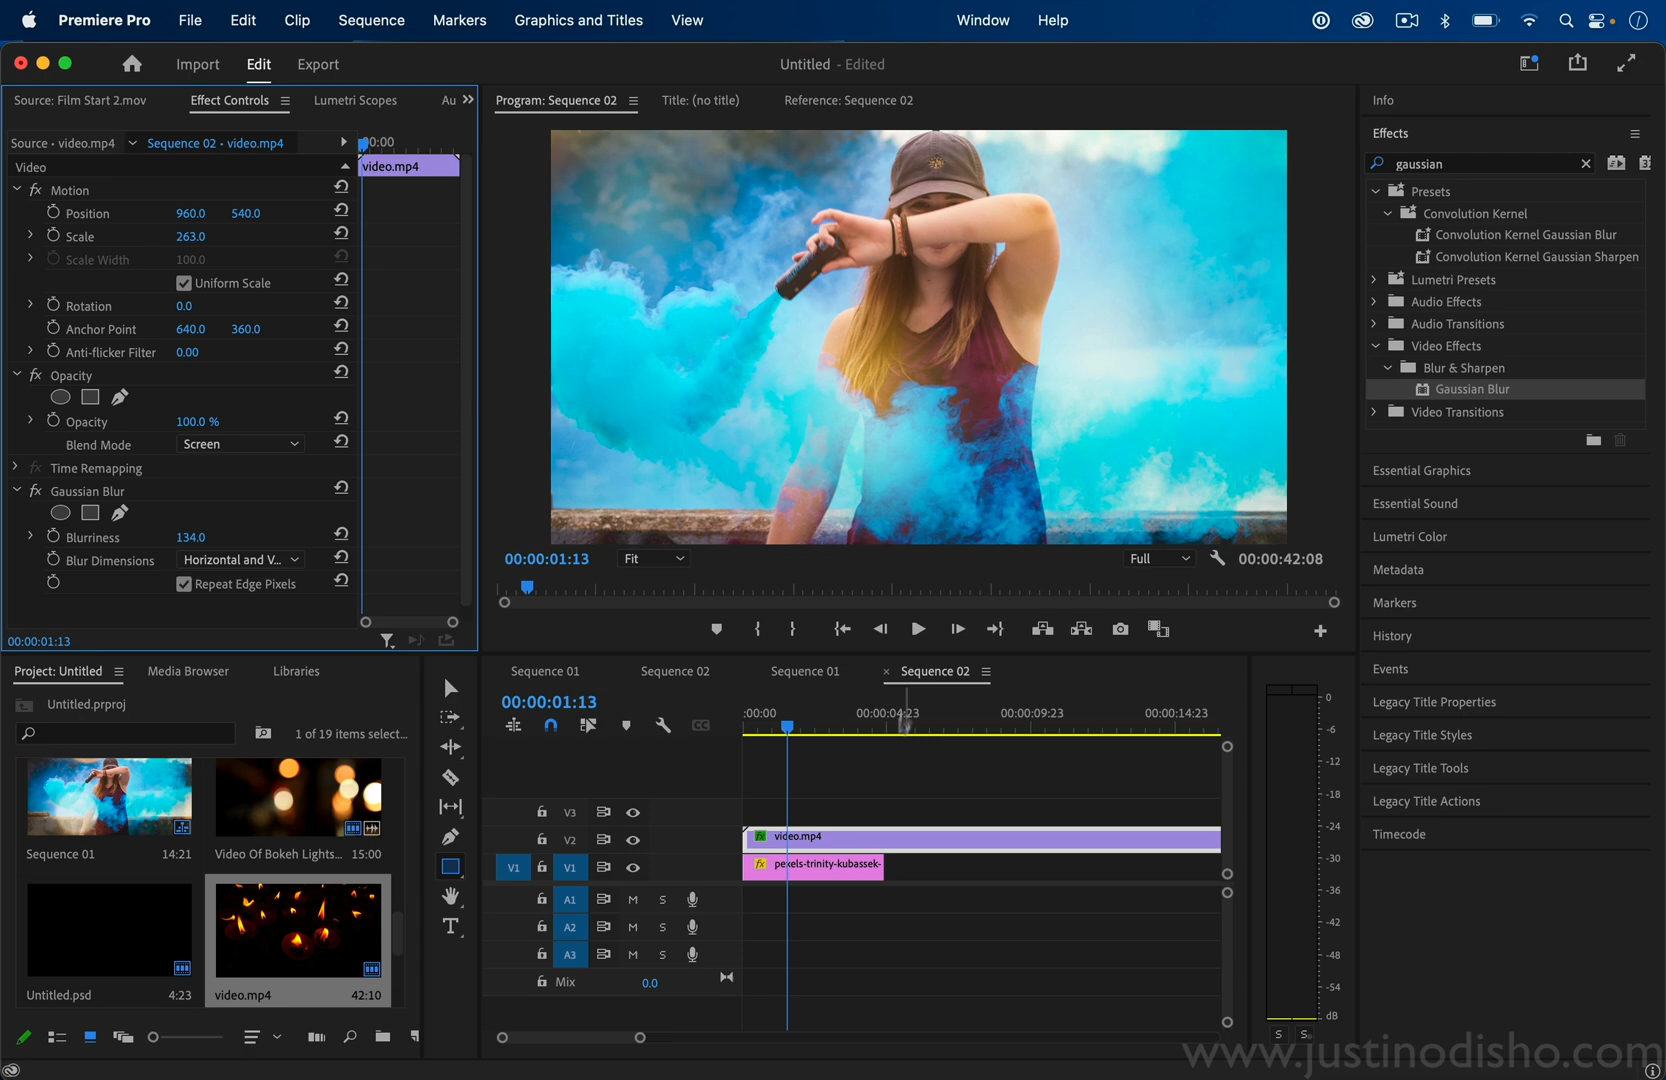 Premiere Pro File Edit Clip Sequence Markers Graphics and Titles View Window Help
Import Edit Export Untitled - Edited
Source: Film Start 2.mov Effect Controls Lumetri Scopes Au
Source • video.mp4 Sequence 02 • video.mp4 :00:00
Video video.mp4
fx Motion
Position 960.0 540.0
Scale 263.0
Scale Width 100.0
Uniform Scale
Rotation 0.0
Anchor Point 640.0 360.0
Anti-flicker Filter 0.00
fx Opacity
Opacity 100.0 %
Blend Mode Screen
fx Time Remapping
fx Gaussian Blur
Blurriness 134.0
Blur Dimensions Horizontal and V...
Repeat Edge Pixels
00:00:01:13
Program: Sequence 02 Title: (no title) Reference: Sequence 02
00:00:01:13 Fit Full 00:00:42:08
Info
Effects
gaussian
Presets
Convolution Kernel
Convolution Kernel Gaussian Blur
Convolution Kernel Gaussian Sharpen
Lumetri Presets
Audio Effects
Audio Transitions
Video Effects
Blur & Sharpen
Gaussian Blur
Video Transitions
Essential Graphics
Essential Sound
Lumetri Color
Metadata
Markers
History
Events
Legacy Title Properties
Legacy Title Styles
Legacy Title Tools
Legacy Title Actions
Timecode
Project: Untitled Media Browser Libraries
Untitled.prproj
1 of 19 items select...
Sequence 01 14:21
Video Of Bokeh Lights... 15:00
Untitled.psd 4:23
video.mp4 42:10
Sequence 01 Sequence 02 Sequence 01 Sequence 02
00:00:01:13
:00:00 00:00:04:23 00:00:09:23 00:00:14:23
V3
V2 fx video.mp4
V1 V1 fx pexels-trinity-kubassek-
A1 M S
A2 M S
A3 M S
Mix 0.0
0
-6
-12
-18
-24
-30
-36
-42
-48
-54
dB
S S
www.justinodisho.com